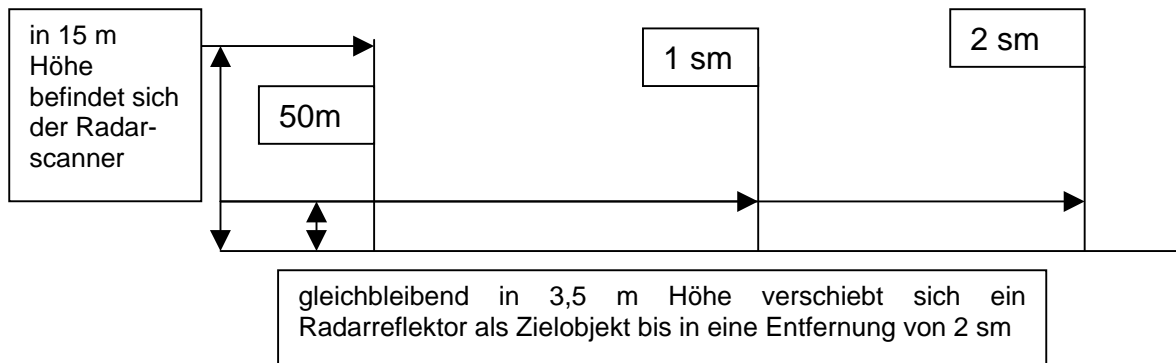 in 15 m
Höhe
befindet sich
der Radar-
scanner
50m
1 sm
2 sm
gleichbleibend in 3,5 m Höhe verschiebt sich ein
Radarreflektor als Zielobjekt bis in eine Entfernung von 2 sm